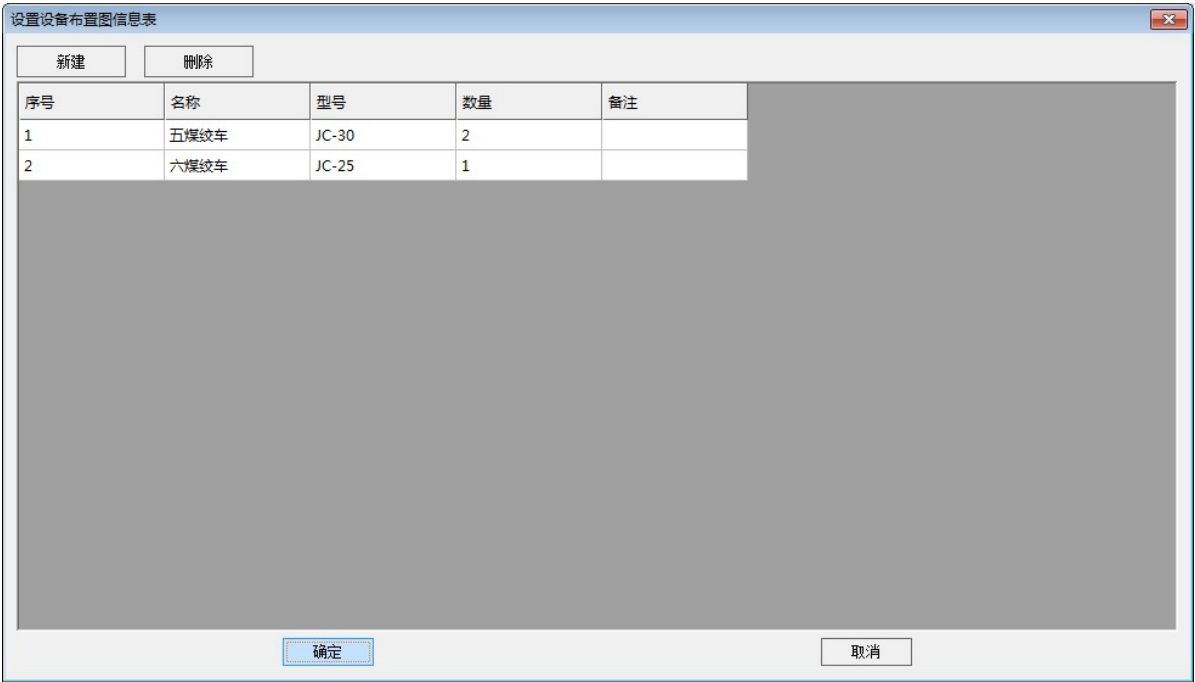 设置设备布置图信息表
新建 删除
序号 名称 型号 数量 备注
1 五煤绞车 JC-30 2
2 六煤绞车 JC-25 1
确定 取消